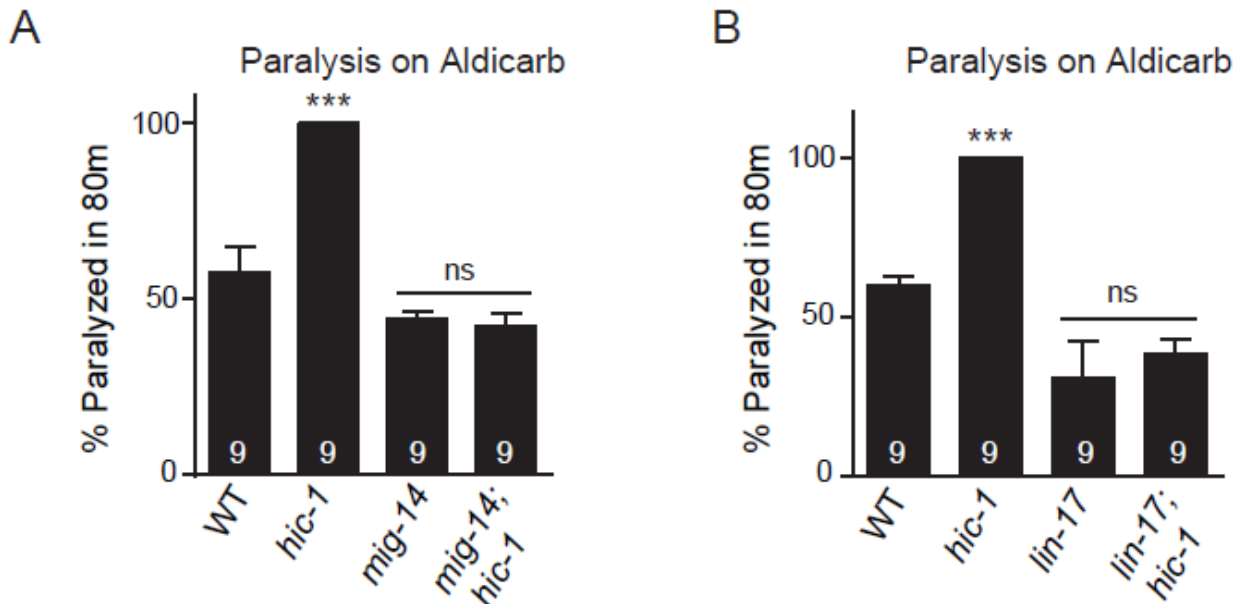 A
Paralysis on Aldicarb
% Paralyzed in 80m
100
50
0
***
ns
9
9
9
9
WT
hic-1
mig-14
mig-14;
hic-1
B
Paralysis on Aldicarb
% Paralyzed in 80m
100
50
0
***
ns
9
9
9
9
WT
hic-1
lin-17
lin-17;
hic-1